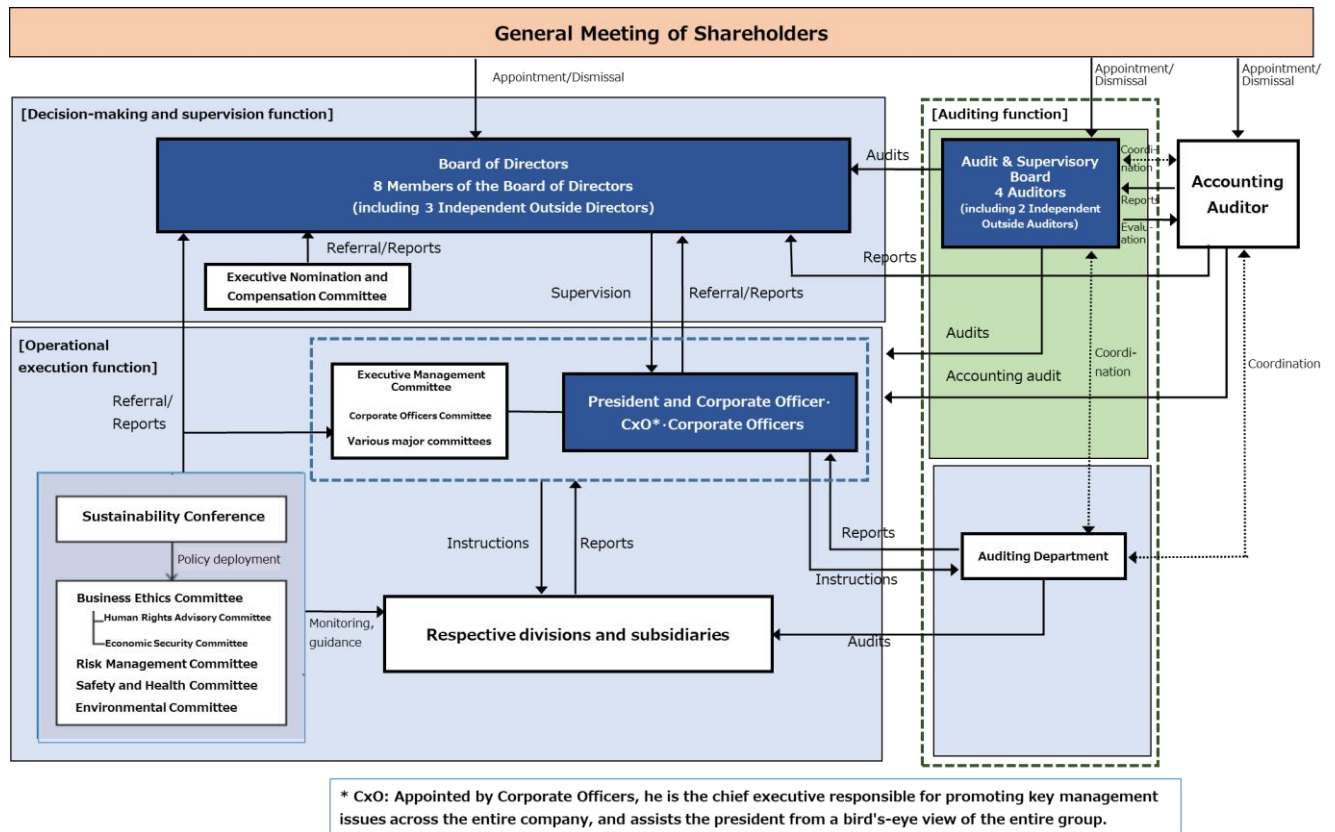 General Meeting of Shareholders
Appointment/Dismissal
Appointment/
Dismissal
Appointment/
Dismissal
[Decision-making and supervision function]
Board of Directors
8 Members of the Board of Directors
(including 3 Independent Outside Directors)
Referral/Reports
Executive Nomination and
Compensation Committee
Supervision
Referral/Reports
Audits
Reports
[Auditing function]
Audit & Supervisory
Board
4 Auditors
(including 2 Independent
Outside Auditors)
Coordi-
nation
Reports
Evalu-
ation
Accounting
Auditor
[Operational
execution function]
Referral/
Reports
Executive Management
Committee
Corporate Officers Committee
Various major committees
President and Corporate Officer·
CxO*·Corporate Officers
Audits
Accounting audit
Coordi-
nation
Coordination
Sustainability Conference
Policy deployment
Business Ethics Committee
Human Rights Advisory Committee
Economic Security Committee
Risk Management Committee
Safety and Health Committee
Environmental Committee
Monitoring,
guidance
Instructions
Reports
Respective divisions and subsidiaries
Reports
Instructions
Auditing Department
Audits
* CxO: Appointed by Corporate Officers, he is the chief executive responsible for promoting key management
issues across the entire company, and assists the president from a bird's-eye view of the entire group.